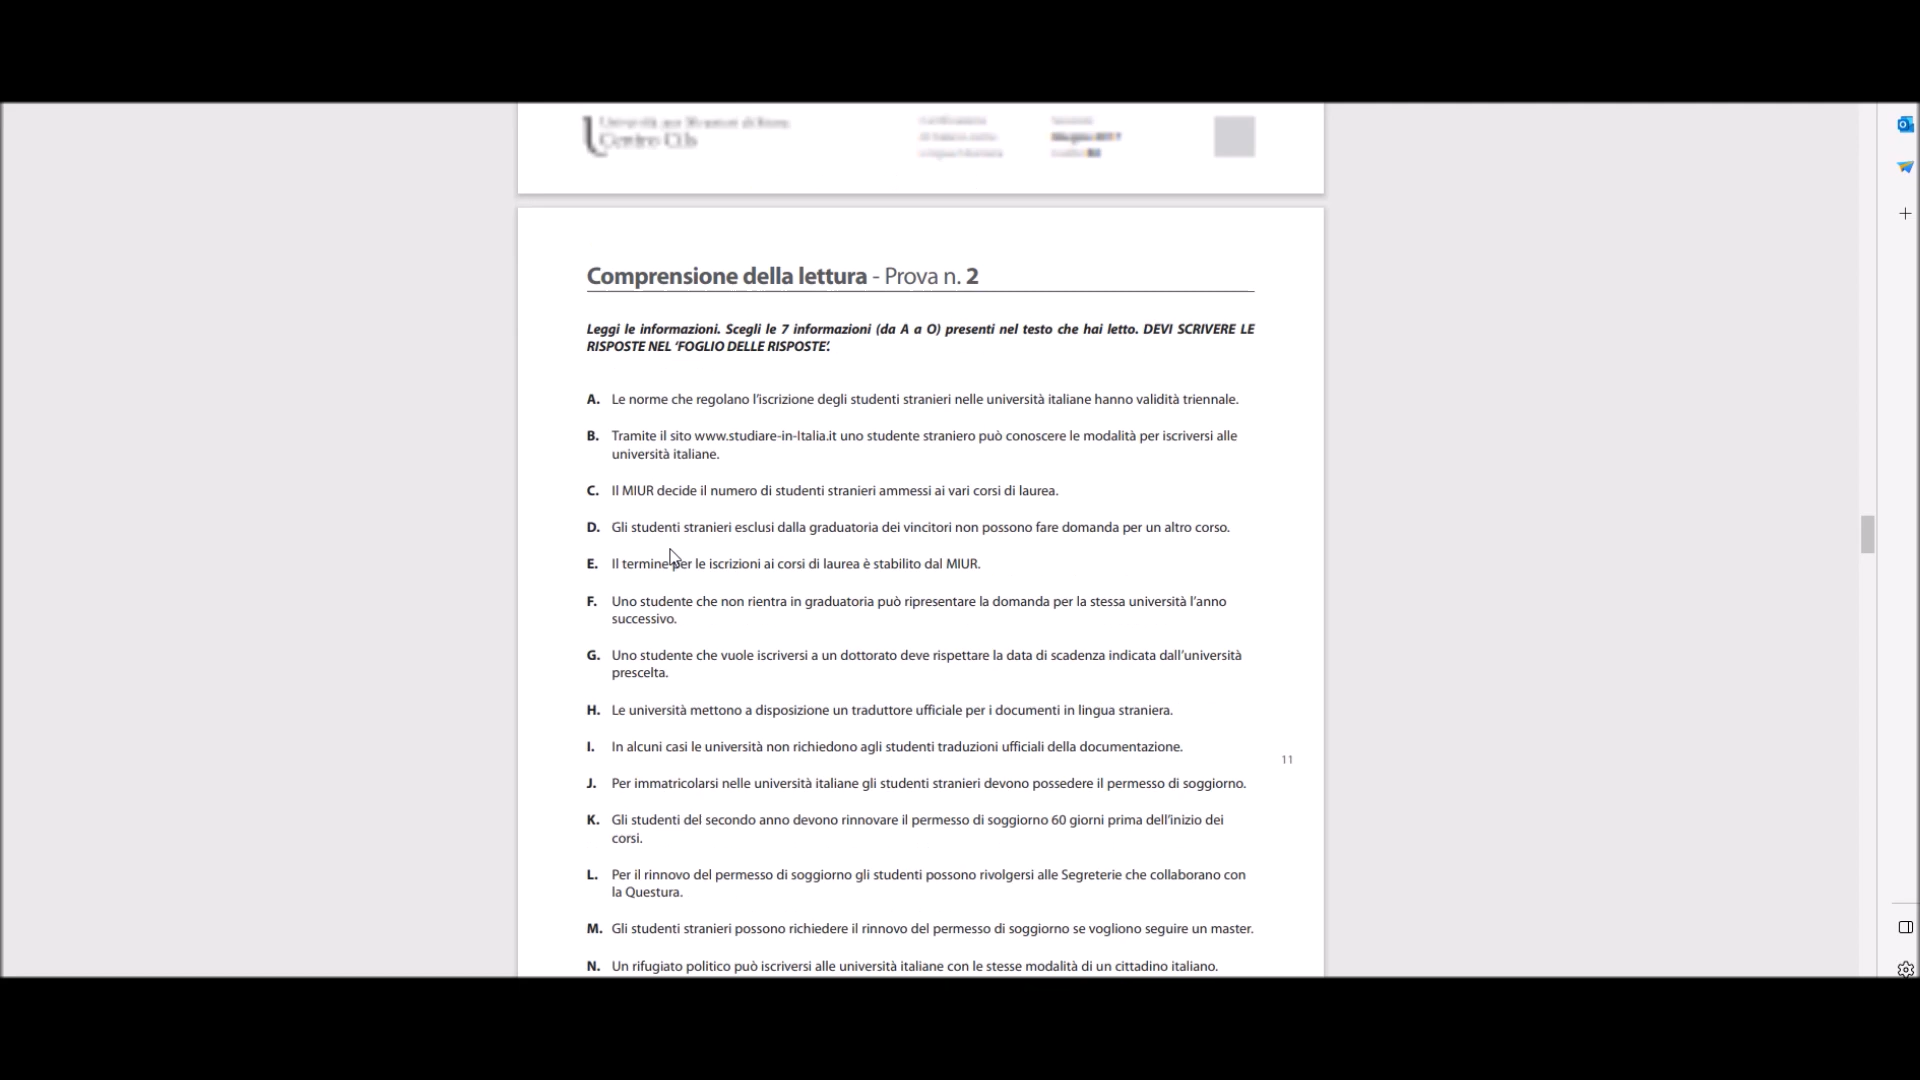 Centro Cils
Comprensione della lettura - Prova n. 2
Leggi le informazioni. Scegli le 7 informazioni (da A a O) presenti nel testo che hai letto. DEVI SCRIVERE LE
RISPOSTE NEL ‘FOGLIO DELLE RISPOSTE’.
A. Le norme che regolano l’iscrizione degli studenti stranieri nelle università italiane hanno validità triennale.
B. Tramite il sito www.studiare-in-Italia.it uno studente straniero può conoscere le modalità per iscriversi alle
università italiane.
C. Il MIUR decide il numero di studenti stranieri ammessi ai vari corsi di laurea.
D. Gli studenti stranieri esclusi dalla graduatoria dei vincitori non possono fare domanda per un altro corso.
E. Il termine per le iscrizioni ai corsi di laurea è stabilito dal MIUR.
F. Uno studente che non rientra in graduatoria può ripresentare la domanda per la stessa università l’anno
successivo.
G. Uno studente che vuole iscriversi a un dottorato deve rispettare la data di scadenza indicata dall’università
prescelta.
H. Le università mettono a disposizione un traduttore ufficiale per i documenti in lingua straniera.
I. In alcuni casi le università non richiedono agli studenti traduzioni ufficiali della documentazione.
11
J. Per immatricolarsi nelle università italiane gli studenti stranieri devono possedere il permesso di soggiorno.
K. Gli studenti del secondo anno devono rinnovare il permesso di soggiorno 60 giorni prima dell’inizio dei
corsi.
L. Per il rinnovo del permesso di soggiorno gli studenti possono rivolgersi alle Segreterie che collaborano con
la Questura.
M. Gli studenti stranieri possono richiedere il rinnovo del permesso di soggiorno se vogliono seguire un master.
N. Un rifugiato politico può iscriversi alle università italiane con le stesse modalità di un cittadino italiano.